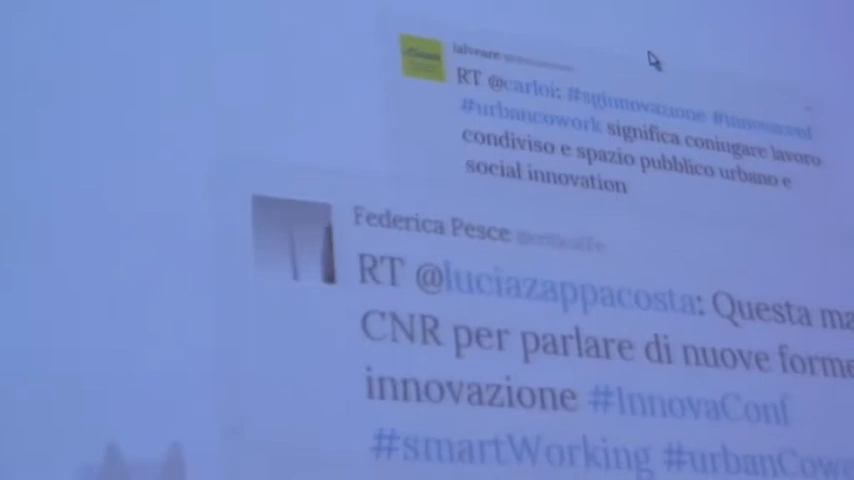 lalveare
RT @carloi: #sginnovazione
#urbancowork significa coniugare lavoro
condiviso e spazio pubblico urbano e
social innovation
Federica Pesce
RT @luciazappacosta: Questa ma
CNR per parlare di nuove forme
innovazione #InnovaConf
#smartWorking #urbanCow